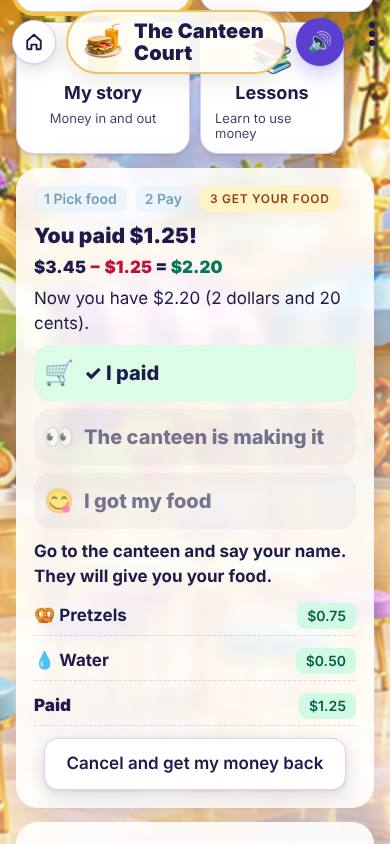 The Canteen
Court
My story
Money in and out
Lessons
Learn to use
money
1 Pick food
2 Pay
3 GET YOUR FOOD
You paid $1.25!
$3.45 − $1.25 = $2.20
Now you have $2.20 (2 dollars and 20
cents).
✓ I paid
The canteen is making it
I got my food
Go to the canteen and say your name.
They will give you your food.
Pretzels $0.75
Water $0.50
Paid $1.25
Cancel and get my money back